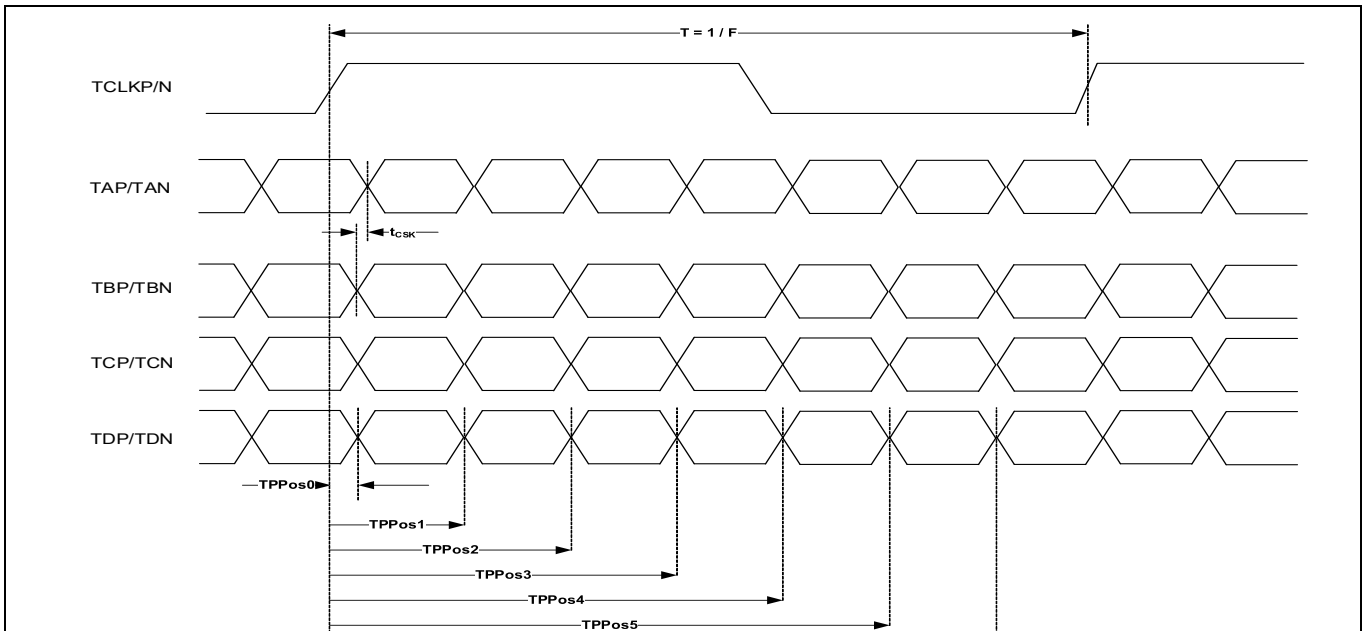 T = 1 / F
TCLKP/N
TAP/TAN
tCSK
TBP/TBN
TCP/TCN
TDP/TDN
TPPos0
TPPos1
TPPos2
TPPos3
TPPos4
TPPos5